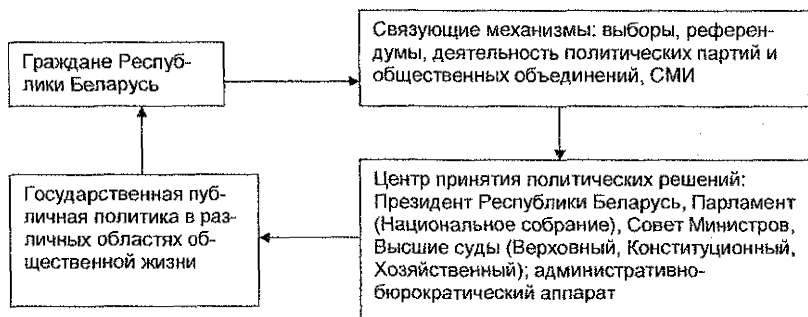 Граждане Респуб-
лики Беларусь
Связующие механизмы: выборы, референ-
думы, деятельность политических партий и
общественных объединений, СМИ
Государственная пуб-
личная политика в раз-
личных областях об-
щественной жизни
Центр принятия политических решений:
Президент Республики Беларусь, Парламент
(Национальное собрание), Совет Министров,
Высшие суды (Верховный, Конституционный,
Хозяйственный); административно-
бюрократический аппарат